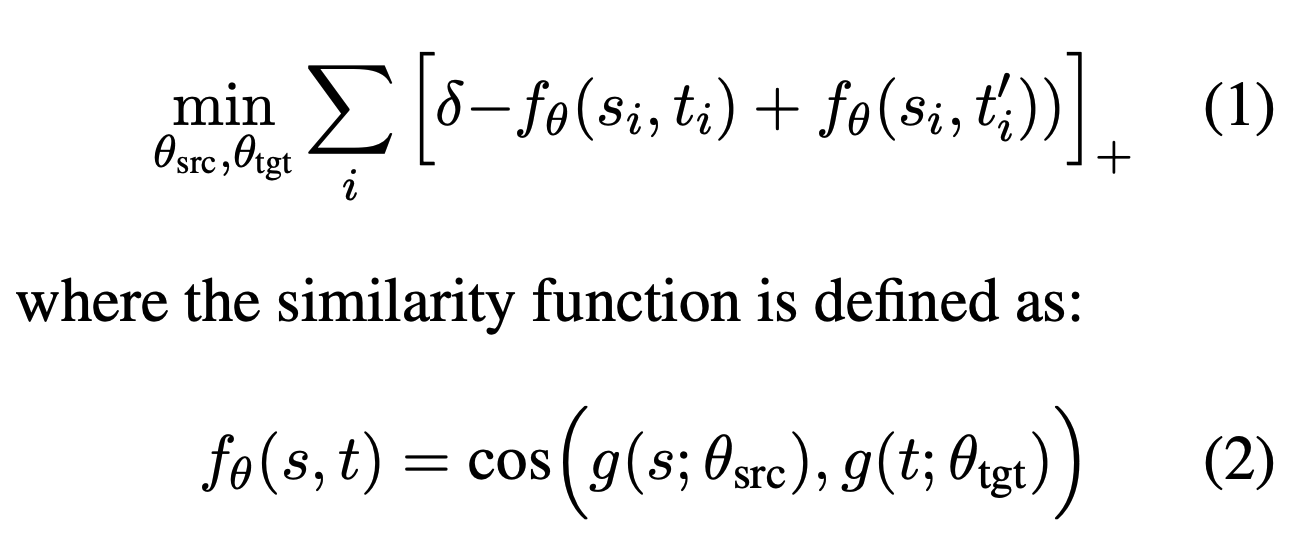 min_{θ_src,θ_tgt} ∑_i [δ−f_θ(s_i, t_i) + f_θ(s_i, t′_i))]_+ (1)
where the similarity function is defined as:
f_θ(s, t) = cos(g(s; θ_src), g(t; θ_tgt)) (2)